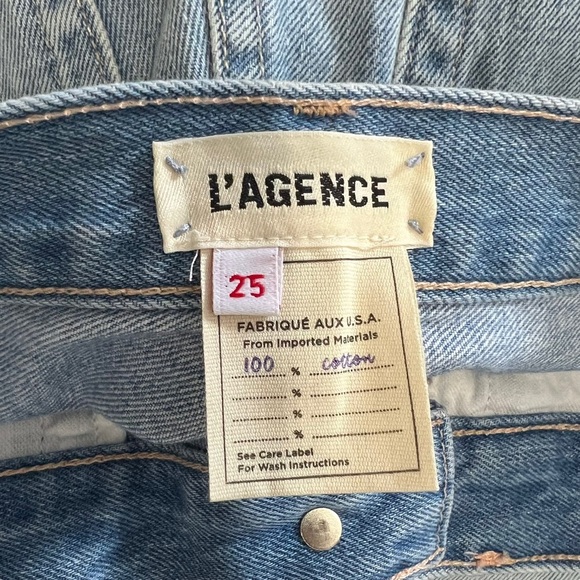 L'AGENCE
25
FABRIQUÉ AUX U.S.A.
From Imported Materials
100 % cotton
%
%
%
See Care Label
For Wash Instructions